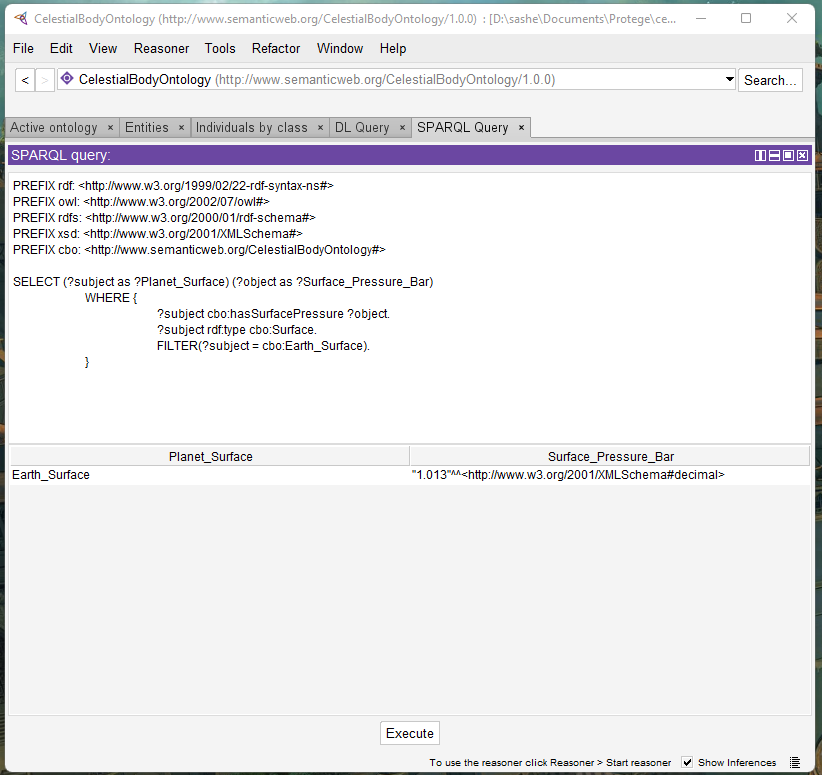 CelestialBodyOntology (http://www.semanticweb.org/CelestialBodyOntology/1.0.0) : [D:\sashe\Documents\Protege\ce...
File Edit View Reasoner Tools Refactor Window Help
< > CelestialBodyOntology (http://www.semanticweb.org/CelestialBodyOntology/1.0.0) Search...
Active ontology × Entities × Individuals by class × DL Query × SPARQL Query ×
SPARQL query:
PREFIX rdf: <http://www.w3.org/1999/02/22-rdf-syntax-ns#>
PREFIX owl: <http://www.w3.org/2002/07/owl#>
PREFIX rdfs: <http://www.w3.org/2000/01/rdf-schema#>
PREFIX xsd: <http://www.w3.org/2001/XMLSchema#>
PREFIX cbo: <http://www.semanticweb.org/CelestialBodyOntology#>
SELECT (?subject as ?Planet_Surface) (?object as ?Surface_Pressure_Bar)
WHERE {
?subject cbo:hasSurfacePressure ?object.
?subject rdf:type cbo:Surface.
FILTER(?subject = cbo:Earth_Surface).
}
Planet_Surface Surface_Pressure_Bar
Earth_Surface "1.013"^^<http://www.w3.org/2001/XMLSchema#decimal>
Execute
To use the reasoner click Reasoner > Start reasoner Show Inferences